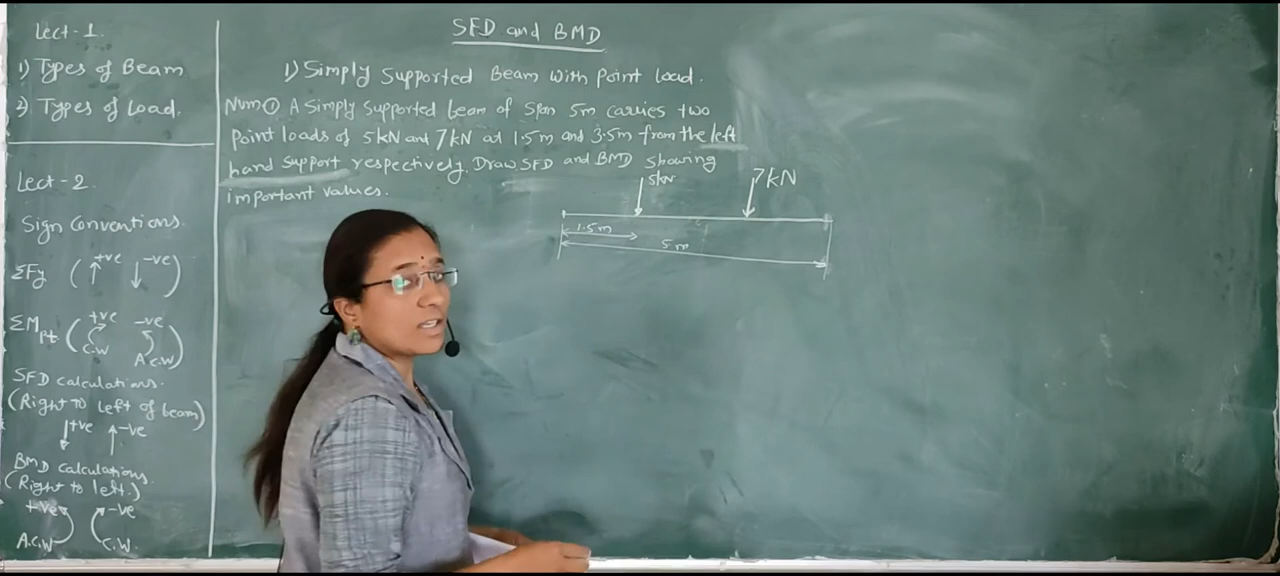 Lect-1.
1) Types of Beam
2) Types of Load.
Lect-2
Sign Conventions.
ΣFy (↑+ve ↓-ve)
ΣMpt (+ve C.W -ve A.C.W)
SFD calculations.
(Right to left of beam)
↓+ve ↑-ve
BMD calculations.
(Right to left.)
+ve -ve
A.C.W C.W.
SFD and BMD
1) Simply Supported Beam with Point Load.
Num① A Simply Supported beam of Span 5m carries two
Point loads of 5kN and 7kN at 1.5m and 3.5m from the left
hand support respectively. Draw SFD and BMD showing
important values.
5kN
7kN
1.5m
5m